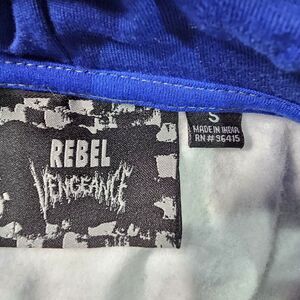 REBEL
VENGEANCE
S
MADE IN INDIA
RN # 96415